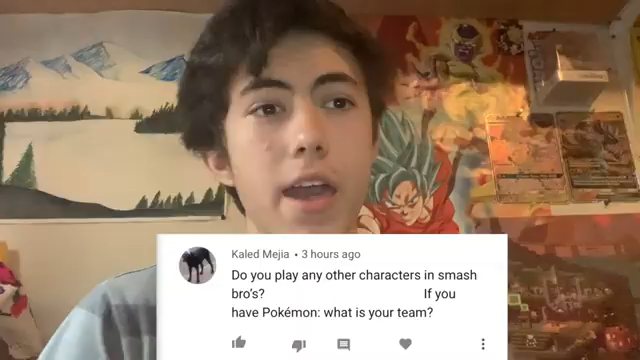 Kaled Mejia • 3 hours ago
Do you play any other characters in smash
bro's? If you
have Pokémon: what is your team?